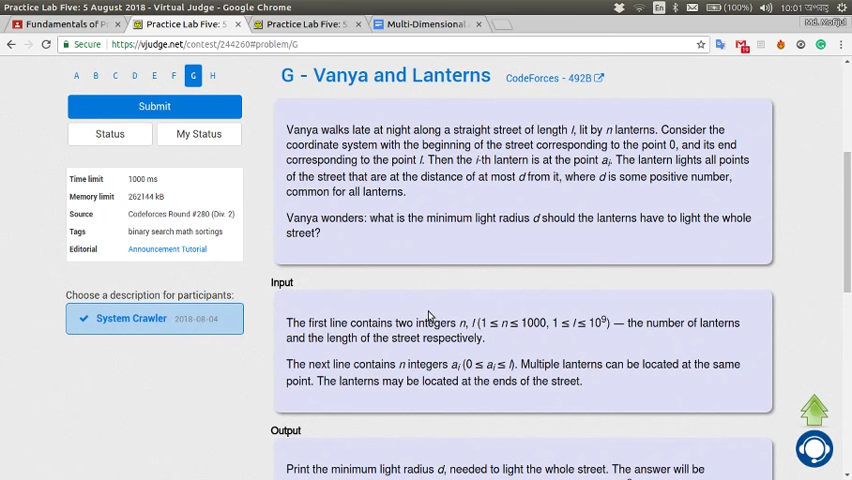 Practice Lab Five: 5 August 2018 - Virtual Judge - Google Chrome
En
(100%)
10:01
Fundamentals of Pr
Practice Lab Five: 5
Practice Lab Five: 5
Multi-Dimensional
Secure
https://vjudge.net/contest/244260#problem/G
A B C D E F G H
Submit
Status
My Status
Time limit 1000 ms
Memory limit 262144 kB
Source Codeforces Round #280 (Div. 2)
Tags binary search math sortings
Editorial Announcement Tutorial
Choose a description for participants:
System Crawler 2018-08-04
G - Vanya and Lanterns CodeForces - 492B
Vanya walks late at night along a straight street of length l, lit by n lanterns. Consider the
coordinate system with the beginning of the street corresponding to the point 0, and its end
corresponding to the point l. Then the i-th lantern is at the point ai. The lantern lights all points
of the street that are at the distance of at most d from it, where d is some positive number,
common for all lanterns.
Vanya wonders: what is the minimum light radius d should the lanterns have to light the whole
street?
Input
The first line contains two integers n, l (1 ≤ n ≤ 1000, 1 ≤ l ≤ 10⁹) — the number of lanterns
and the length of the street respectively.
The next line contains n integers ai (0 ≤ ai ≤ l). Multiple lanterns can be located at the same
point. The lanterns may be located at the ends of the street.
Output
Print the minimum light radius d, needed to light the whole street. The answer will be